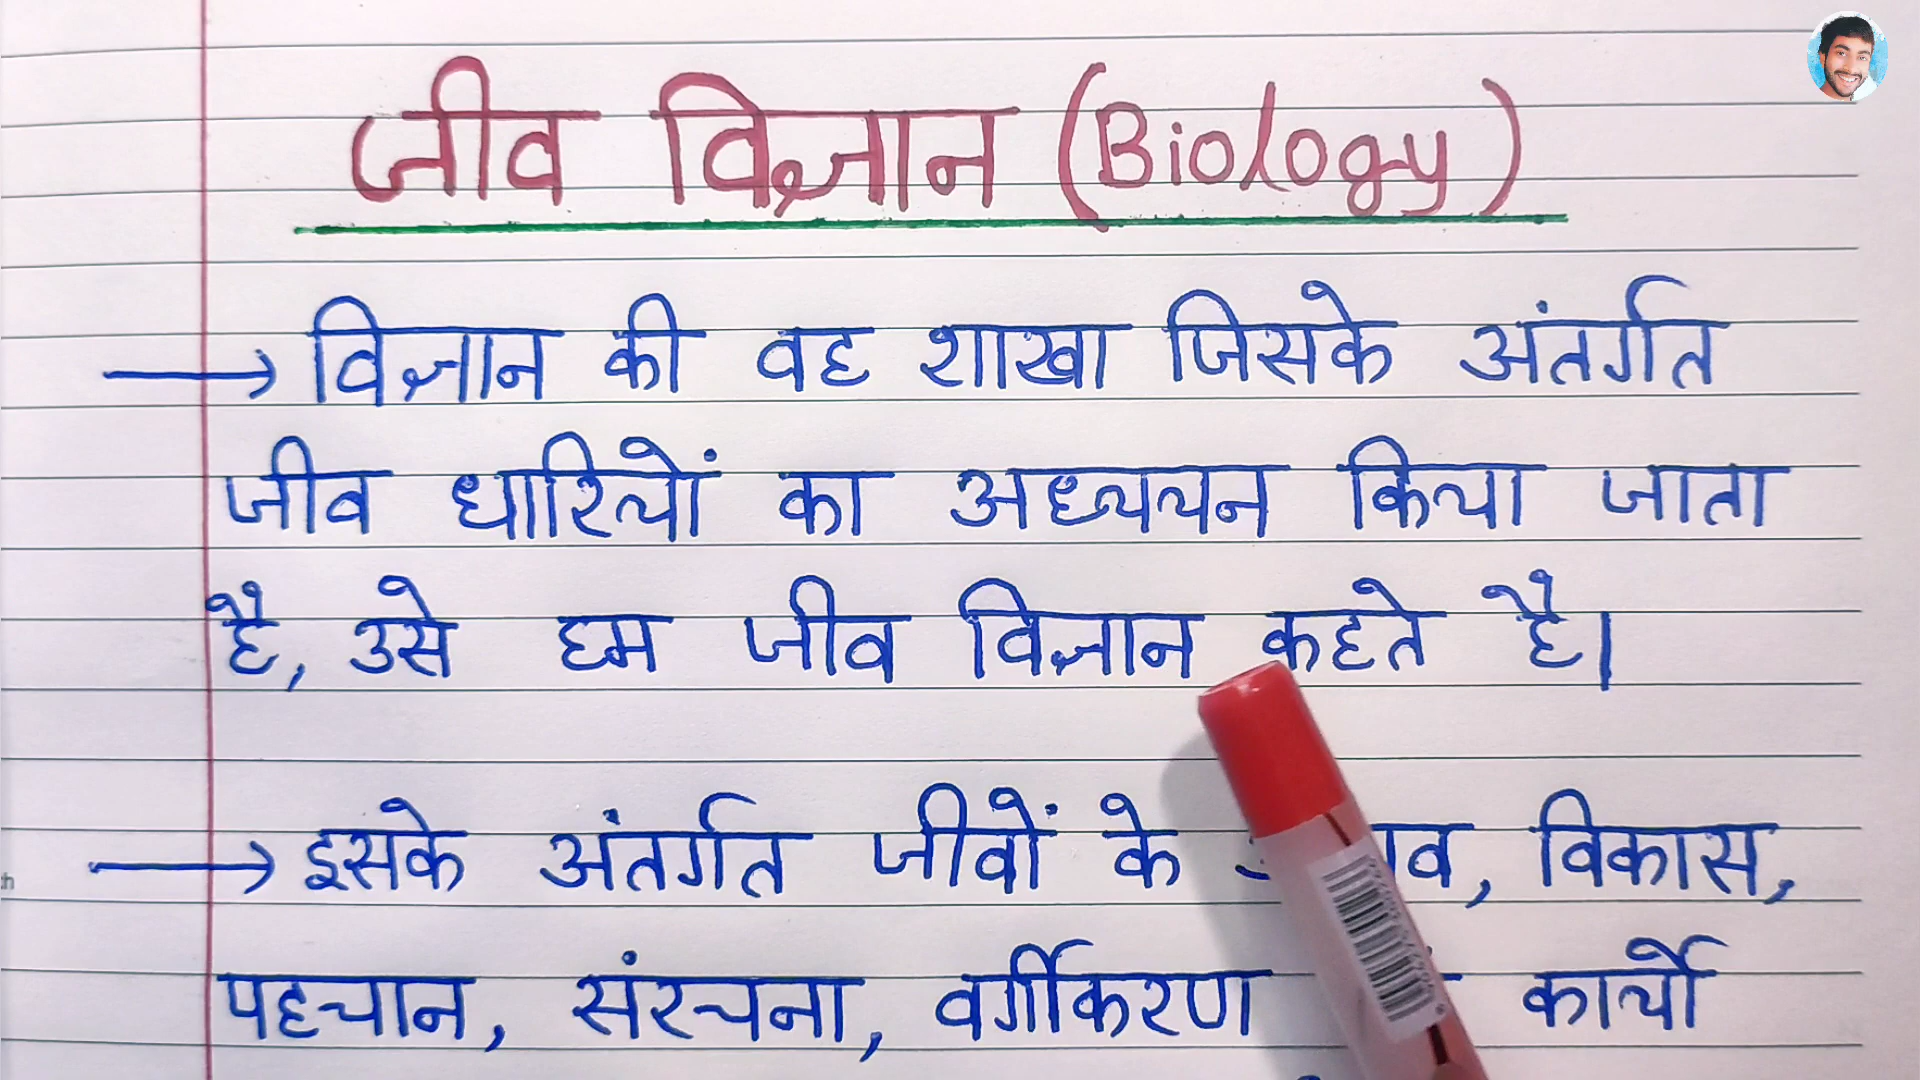 जीव विज्ञान (Biology)
→ विज्ञान की वह शाखा जिसके अंतर्गत
जीव धारियों का अध्ययन किया जाता
है, उसे हम जीव विज्ञान कहते है।
→ इसके अंतर्गत जीवों के विकास,
पहचान, संरचना, वर्गीकरण कार्यो